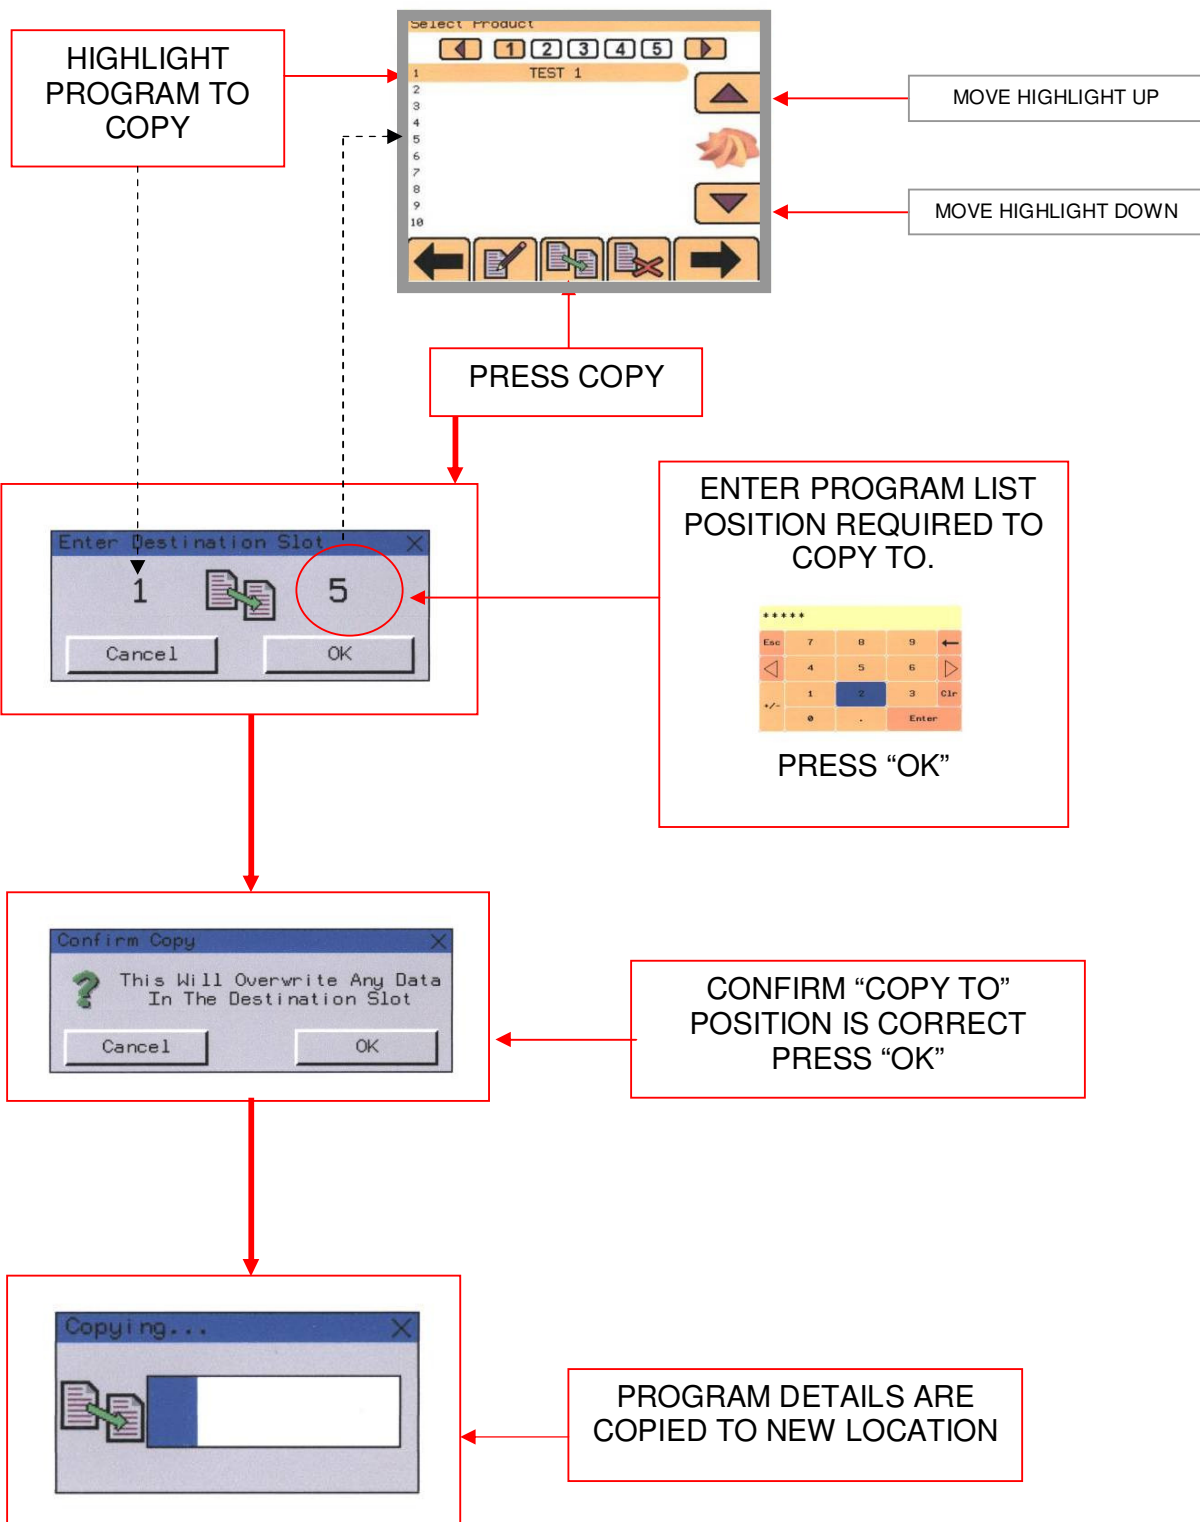 Select Product
HIGHLIGHT
PROGRAM TO
COPY
1 2 3 4 5
1 TEST 1
2
3
4
5
6
7
8
9
10
MOVE HIGHLIGHT UP
MOVE HIGHLIGHT DOWN
PRESS COPY
ENTER PROGRAM LIST
POSITION REQUIRED TO
COPY TO.
Enter Destination Slot X
1 5
Cancel OK
*****
Esc 7 8 9
4 5 6
+/- 1 2 3 Clr
0 . Enter
PRESS “OK”
Confirm Copy X
? This Will Overwrite Any Data
In The Destination Slot
Cancel OK
CONFIRM “COPY TO”
POSITION IS CORRECT
PRESS “OK”
Copying... X
PROGRAM DETAILS ARE
COPIED TO NEW LOCATION